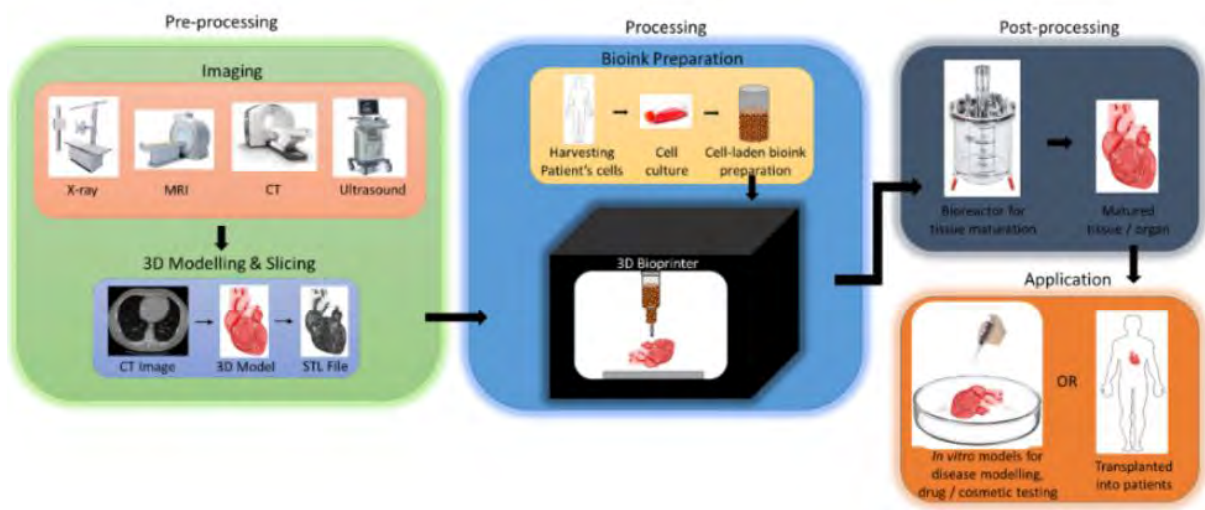 Pre-processing
Imaging
X-ray
MRI
CT
Ultrasound
3D Modelling & Slicing
CT Image
3D Model
STL File
Processing
Bioink Preparation
Harvesting
Patient's cells
Cell
culture
Cell-laden bioink
preparation
3D Bioprinter
Post-processing
Bioreactor for
tissue maturation
Matured
tissue / organ
Application
In vitro models for
disease modelling,
drug / cosmetic testing
OR
Transplanted
into patients